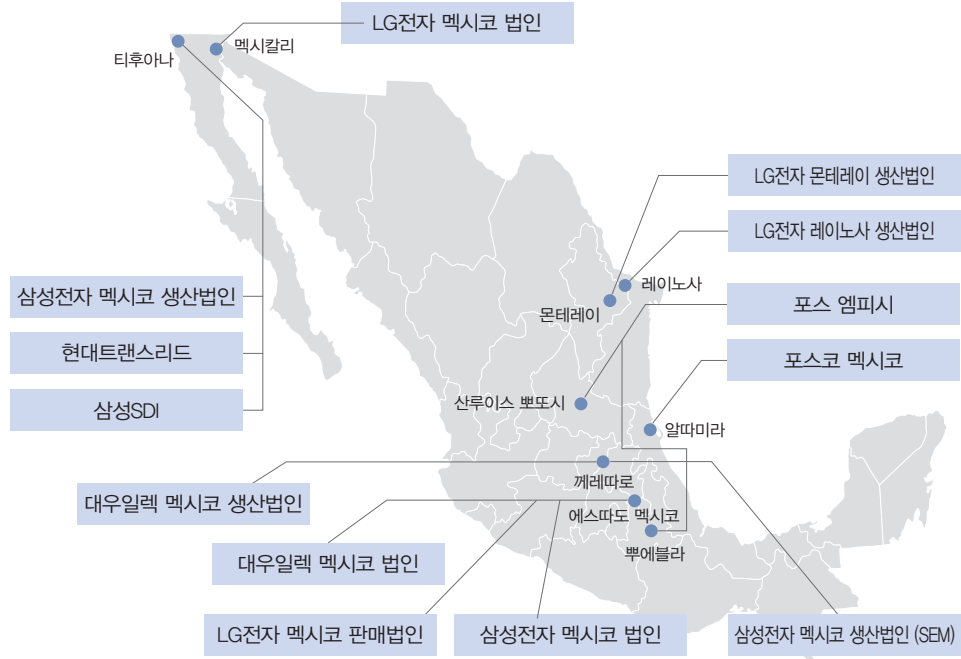 LG전자 멕시코 법인
멕시칼리
티후아나
LG전자 몬테레이 생산법인
LG전자 레이노사 생산법인
레이노사
삼성전자 멕시코 생산법인
몬테레이
포스 엠피시
현대트랜스리드
포스코 멕시코
삼성SDI
산루이스 뽀또시
알따미라
께레따로
대우일렉 멕시코 생산법인
에스따도 멕시코
뿌에블라
대우일렉 멕시코 법인
LG전자 멕시코 판매법인
삼성전자 멕시코 법인
삼성전자 멕시코 생산법인 (SEM)